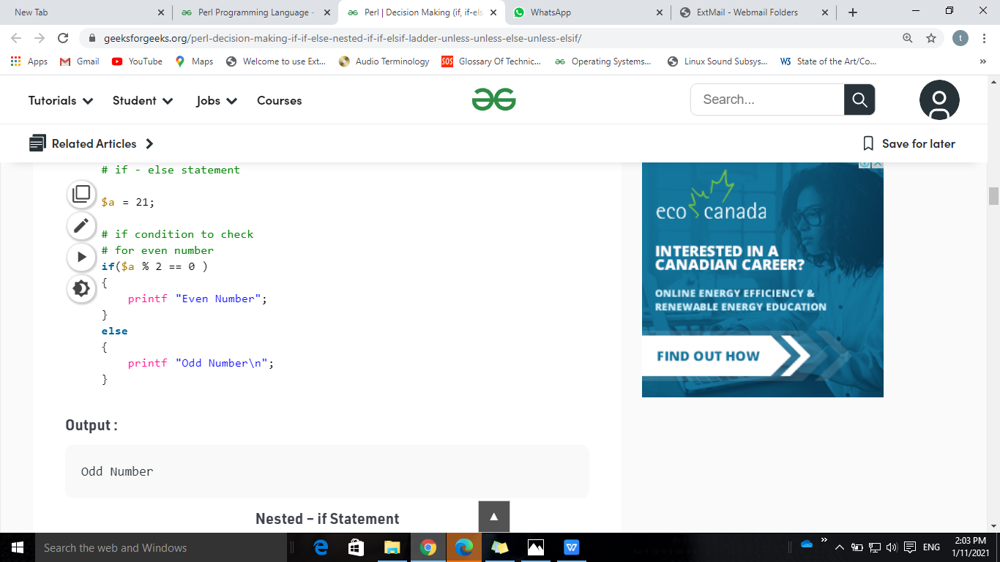 New Tab
Perl Programming Language -
Perl | Decision Making (if, if-els
WhatsApp
ExtMail - Webmail Folders
geeksforgeeks.org/perl-decision-making-if-if-else-nested-if-if-elsif-ladder-unless-unless-else-unless-elsif/
t
Apps
Gmail
YouTube
Maps
Welcome to use Ext...
Audio Terminology
SOS
Glossary Of Technic...
Operating Systems...
Linux Sound Subsys...
W3
State of the Art/Co...
Tutorials
Student
Jobs
Courses
Search...
Related Articles
Save for later
# if - else statement
$a = 21;
# if condition to check
# for even number
if($a % 2 == 0 )
{
printf "Even Number";
}
else
{
printf "Odd Number\n";
}
Output :
Odd Number
Nested – if Statement
eco canada
INTERESTED IN A
CANADIAN CAREER?
ONLINE ENERGY EFFICIENCY &
RENEWABLE ENERGY EDUCATION
FIND OUT HOW
Search the web and Windows
ENG
2:03 PM
1/11/2021